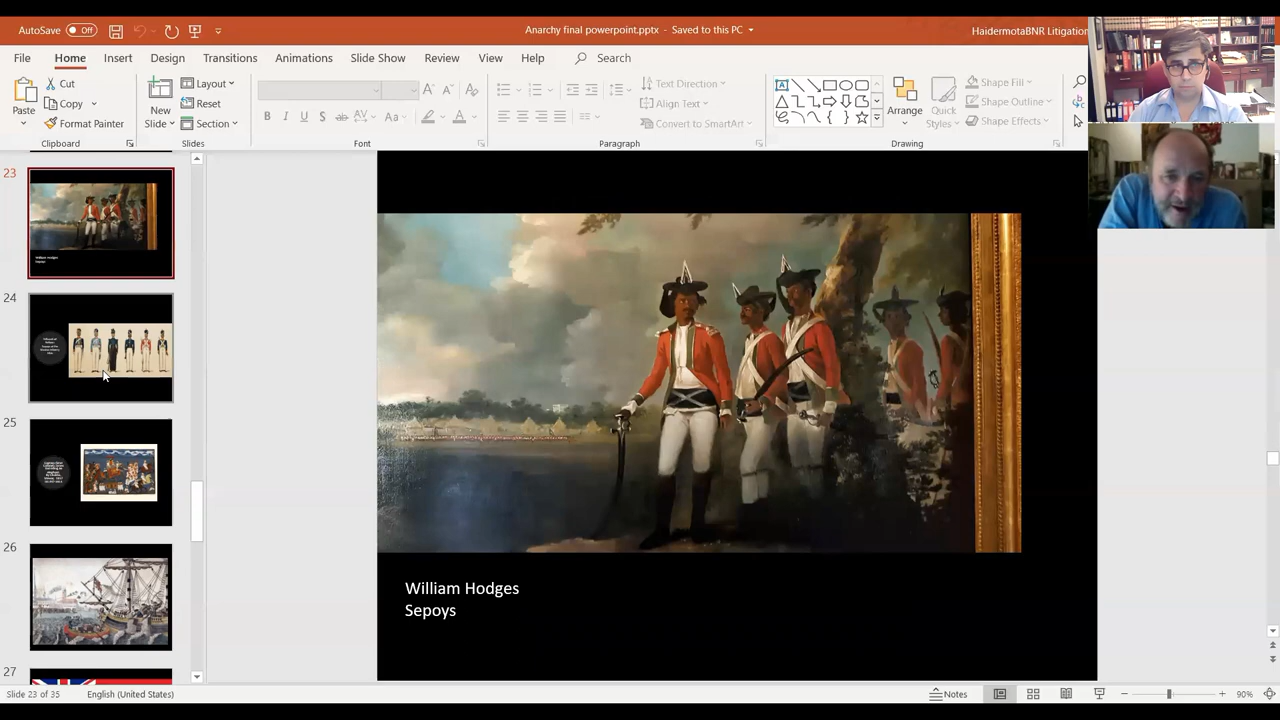 AutoSave Off
Anarchy final powerpoint.pptx - Saved to this PC
HaidermotaBNR Litigation
File Home Insert Design Transitions Animations Slide Show Review View Help Search
Paste
Cut
Copy
Format Painter
Clipboard
New
Slide
Layout
Reset
Section
Slides
Font
Text Direction
Align Text
Convert to SmartArt
Paragraph
Arrange
Quick
Styles
Shape Fill
Shape Outline
Shape Effects
Drawing
23
24
25
26
27
William Hodges
Sepoys
Slide 23 of 35
English (United States)
Notes
90%